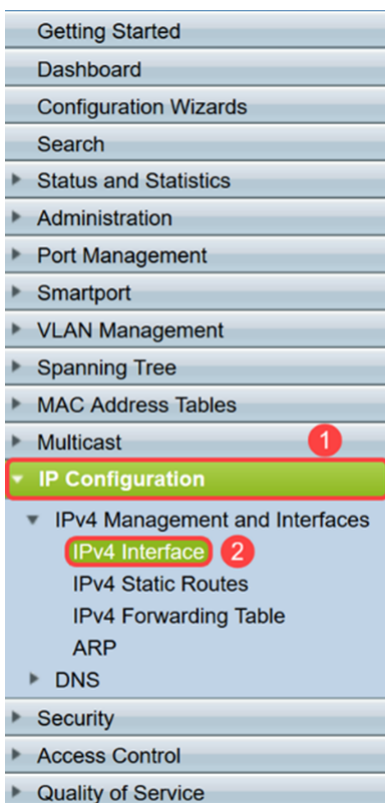 Getting Started
Dashboard
Configuration Wizards
Search
Status and Statistics
Administration
Port Management
Smartport
VLAN Management
Spanning Tree
MAC Address Tables
Multicast 1
IP Configuration
IPv4 Management and Interfaces
IPv4 Interface 2
IPv4 Static Routes
IPv4 Forwarding Table
ARP
DNS
Security
Access Control
Quality of Service